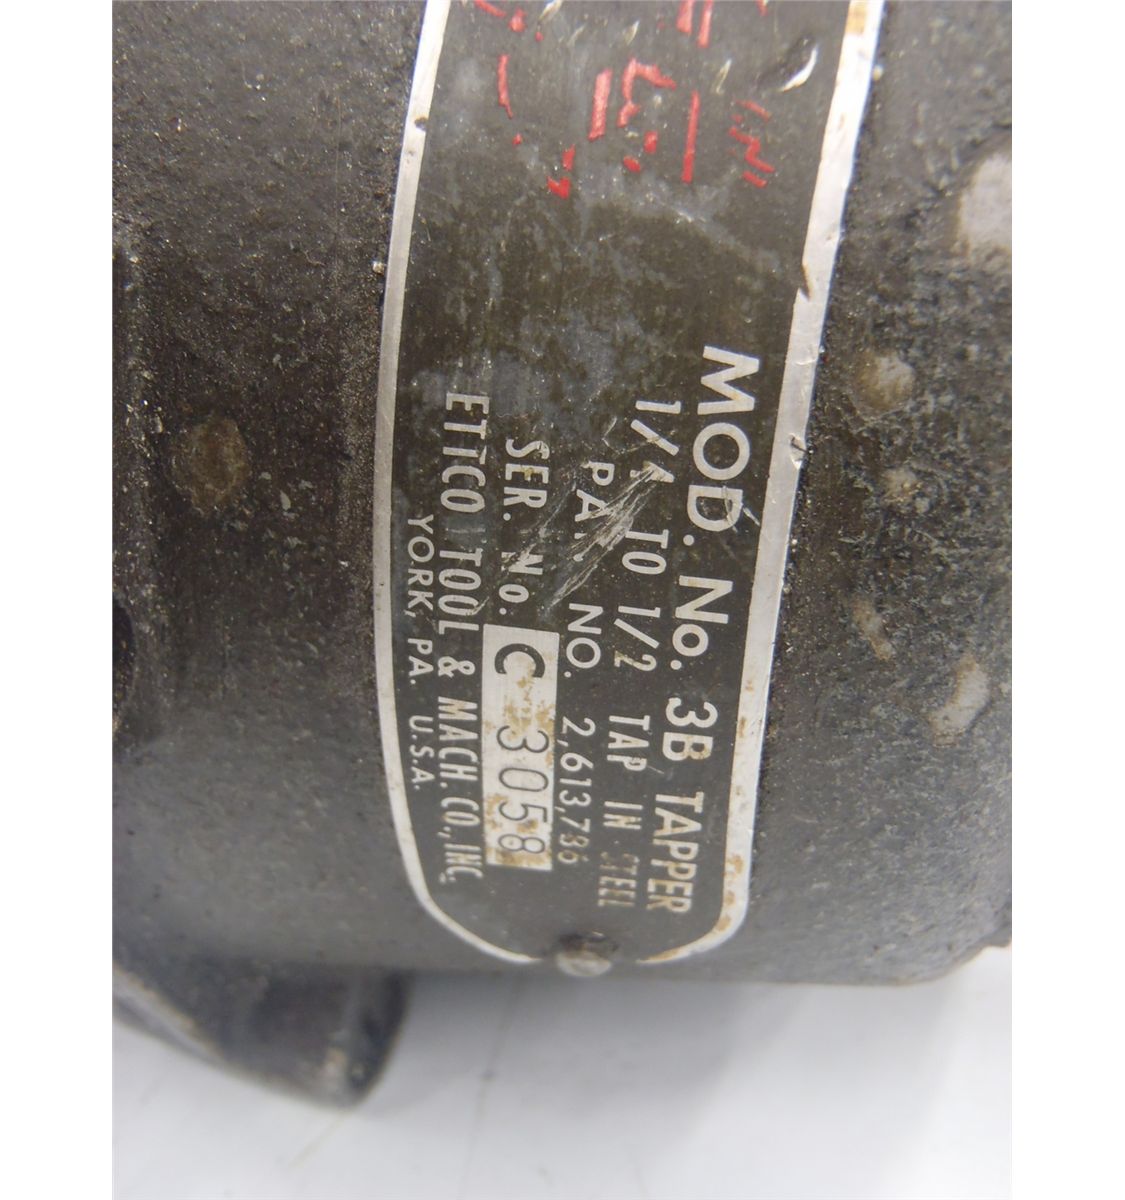 MOD. No. 3B TAPPER
1/4 TO 1/2 TAP IN STEEL
PAT. NO. 2,613,736
SER. No. C 3058
ETTCO TOOL & MACH. CO., INC.
YORK, PA. U.S.A.